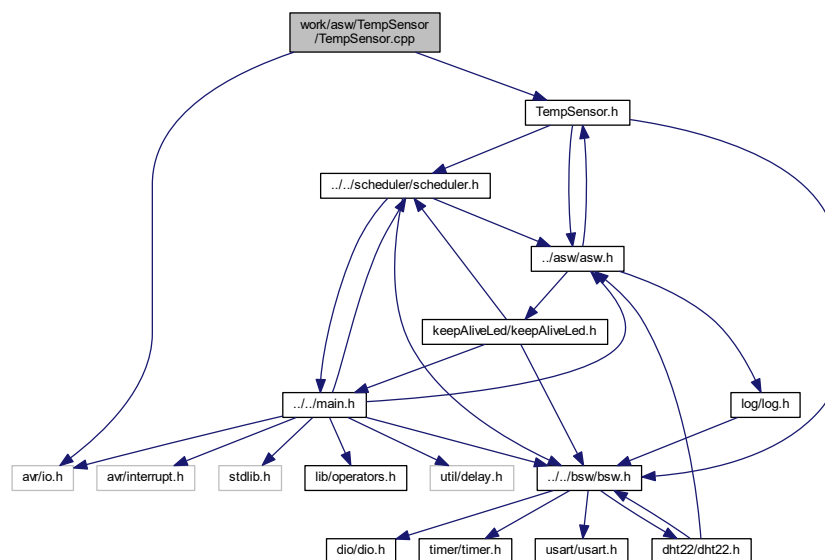 work/asw/TempSensor
/TempSensor.cpp
TempSensor.h
../../scheduler/scheduler.h
../asw/asw.h
keepAliveLed/keepAliveLed.h
../../main.h
log/log.h
avr/io.h
avr/interrupt.h
stdlib.h
lib/operators.h
util/delay.h
../../bsw/bsw.h
dio/dio.h
timer/timer.h
usart/usart.h
dht22/dht22.h